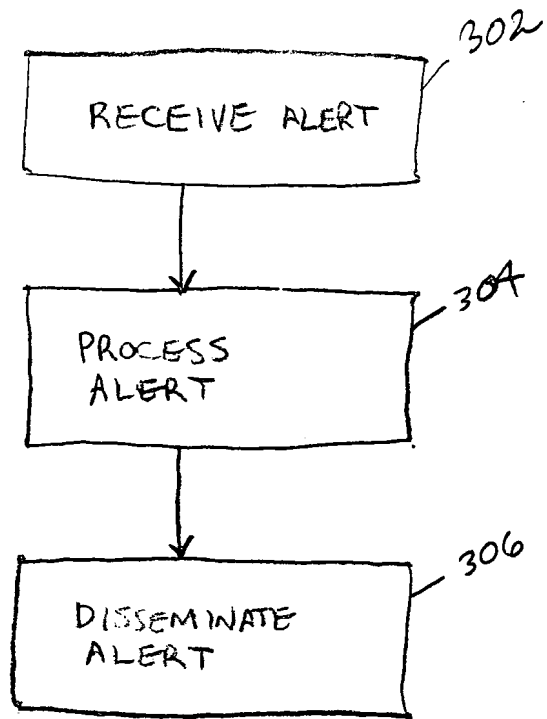 302
RECEIVE ALERT
304
PROCESS
ALERT
306
DISSEMINATE
ALERT